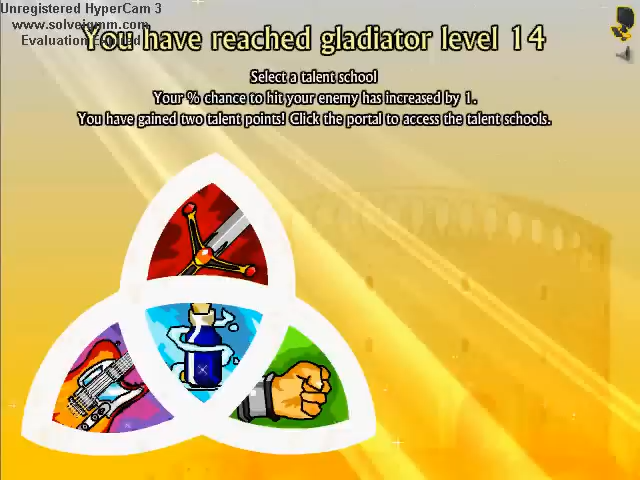 Unregistered HyperCam 3
www.solveigmm.com
You have reached gladiator level 14
Select a talent school
Your % chance to hit your enemy has increased by 1.
You have gained two talent points! Click the portal to access the talent schools.